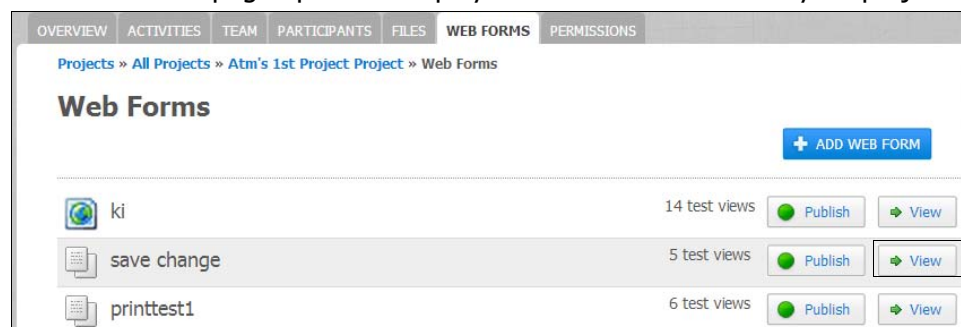 OVERVIEW ACTIVITIES TEAM PARTICIPANTS FILES WEB FORMS PERMISSIONS
Projects » All Projects » Atm's 1st Project Project » Web Forms
Web Forms
+ ADD WEB FORM
ki 14 test views Publish View
save change 5 test views Publish View
printtest1 6 test views Publish View